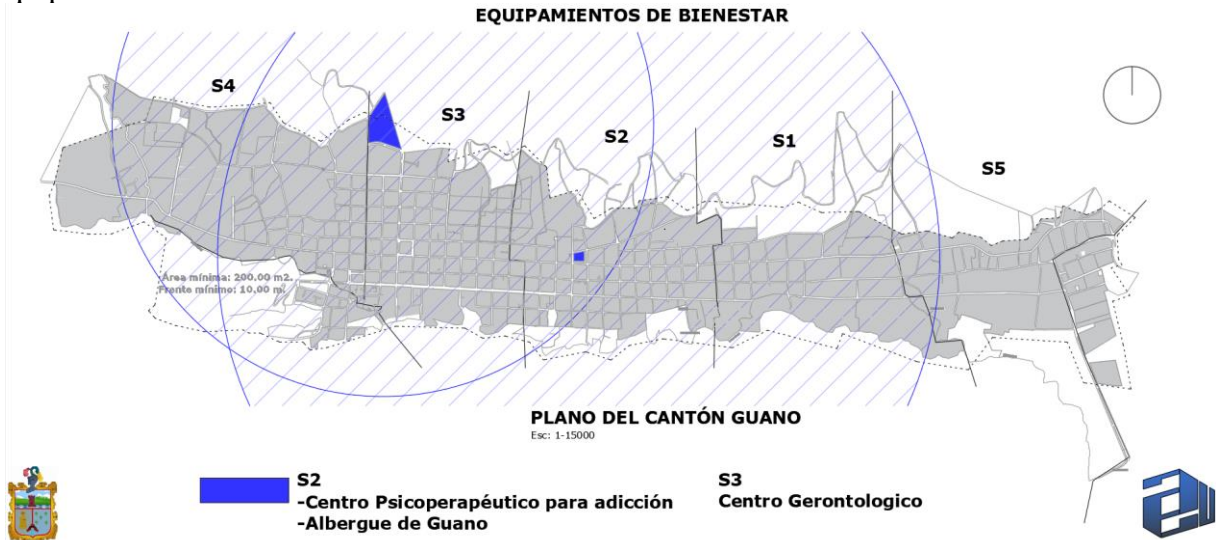 EQUIPAMIENTOS DE BIENESTAR
S4
S3
S2
S1
S5
Área mínima: 200.00 m2.
Frente mínimo: 10.00 m.
PLANO DEL CANTÓN GUANO
Esc: 1-15000
S2
-Centro Psicoperapéutico para adicción
-Albergue de Guano
S3
Centro Gerontologico